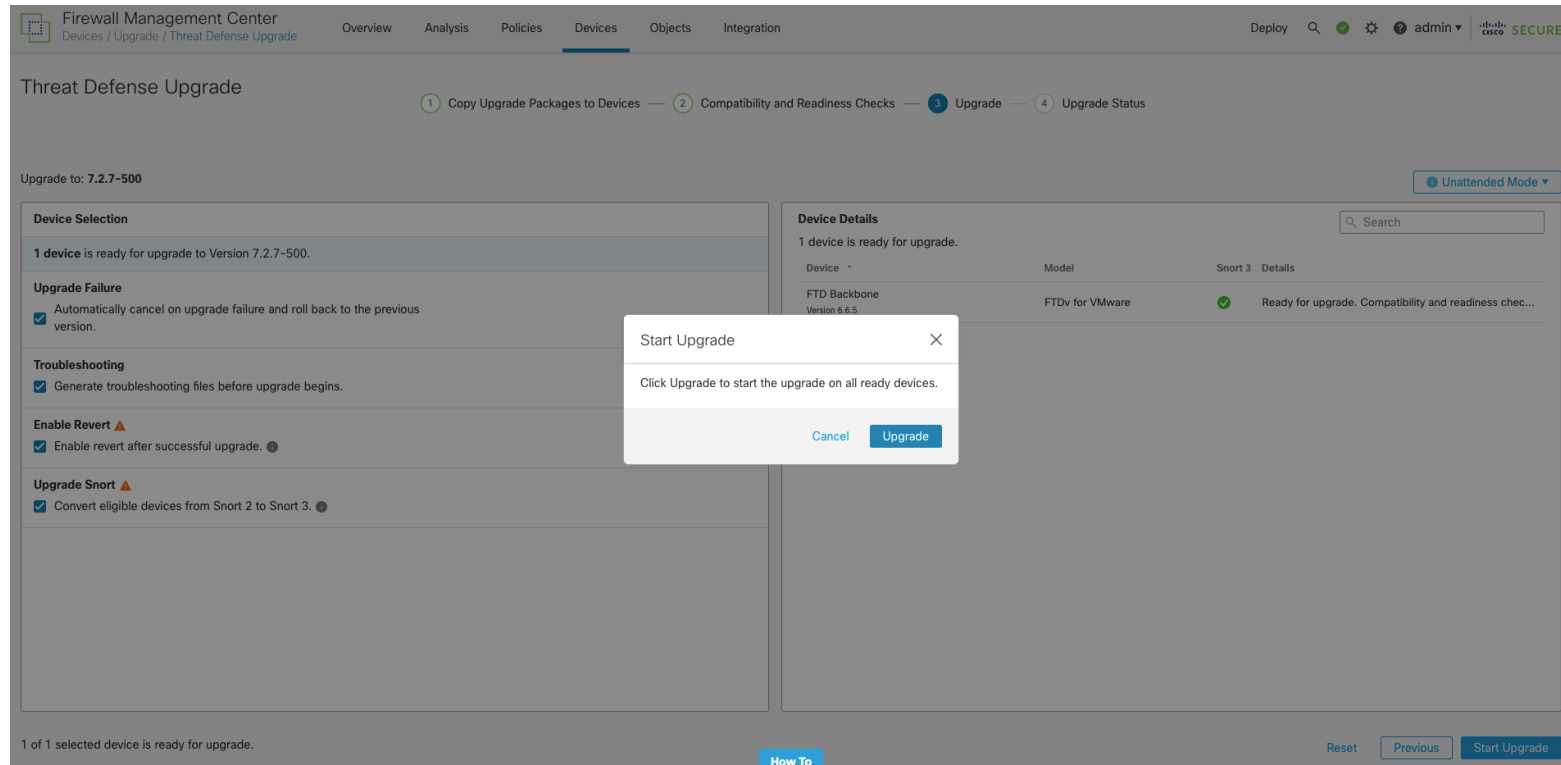 Firewall Management Center
Devices / Upgrade / Threat Defense Upgrade
Overview Analysis Policies Devices Objects Integration
Deploy admin
cisco SECURE
Threat Defense Upgrade
1 Copy Upgrade Packages to Devices 2 Compatibility and Readiness Checks 3 Upgrade 4 Upgrade Status
Upgrade to: 7.2.7-500
Unattended Mode
Device Selection
1 device is ready for upgrade to Version 7.2.7-500.
Upgrade Failure
Automatically cancel on upgrade failure and roll back to the previous
version.
Troubleshooting
Generate troubleshooting files before upgrade begins.
Enable Revert
Enable revert after successful upgrade.
Upgrade Snort
Convert eligible devices from Snort 2 to Snort 3.
Device Details
Search
1 device is ready for upgrade.
Device Model Snort 3 Details
FTD Backbone
Version 6.6.5
FTDv for VMware
Ready for upgrade. Compatibility and readiness chec...
Start Upgrade
Click Upgrade to start the upgrade on all ready devices.
Cancel Upgrade
1 of 1 selected device is ready for upgrade.
How To
Reset Previous Start Upgrade